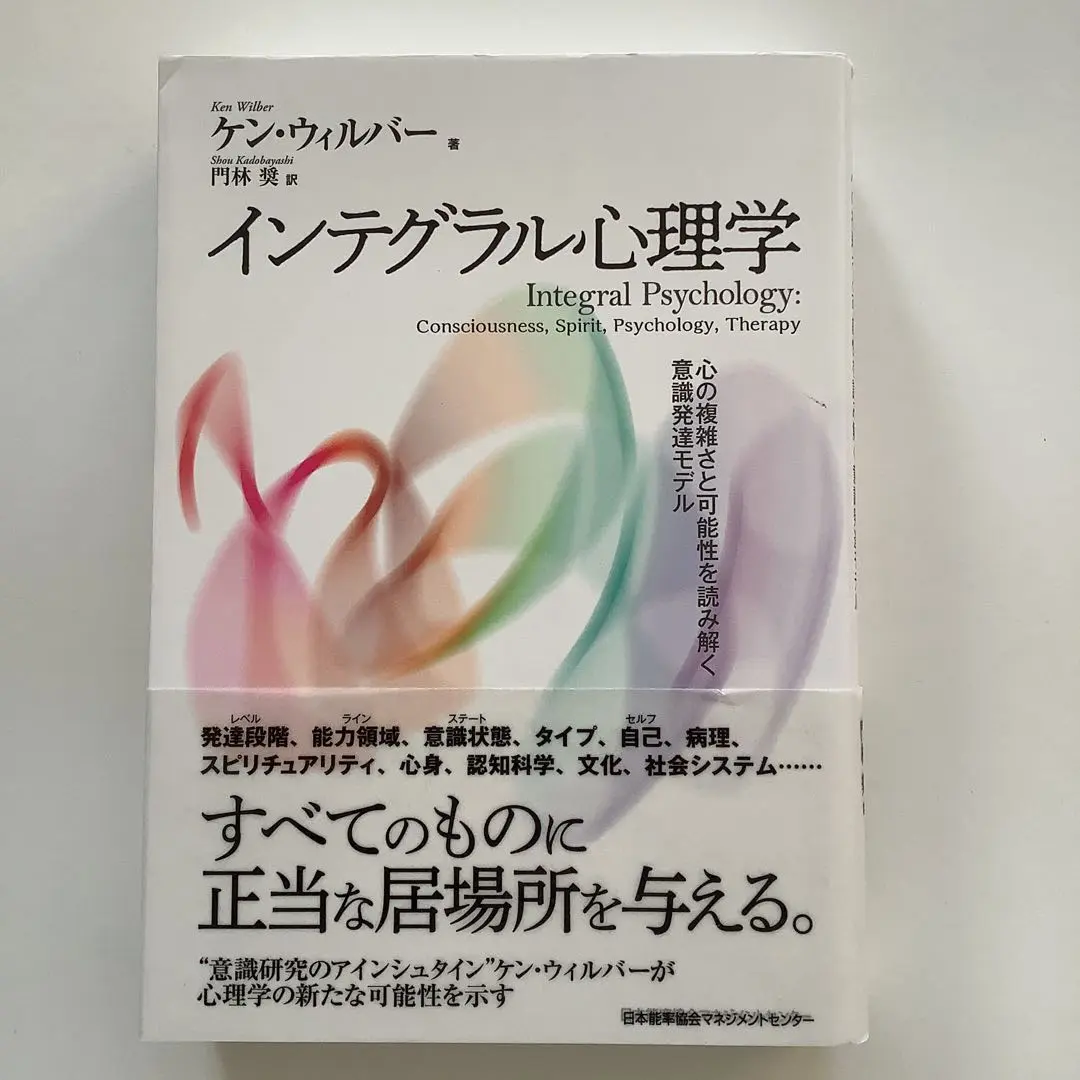 Ken Wilber
ケン・ウィルバー 著
Shou Kadobayashi
門林 奨 訳
インテグラル心理学
Integral Psychology:
Consciousness, Spirit, Psychology, Therapy
心の複雑さと可能性を読み解く
意識発達モデル
レベル ライン ステート セルフ
発達段階、能力領域、意識状態、タイプ、自己、病理、
スピリチュアリティ、心身、認知科学、文化、社会システム……
すべてのものに
正当な居場所を与える。
“意識研究のアインシュタイン”ケン・ウィルバーが
心理学の新たな可能性を示す
日本能率協会マネジメントセンター